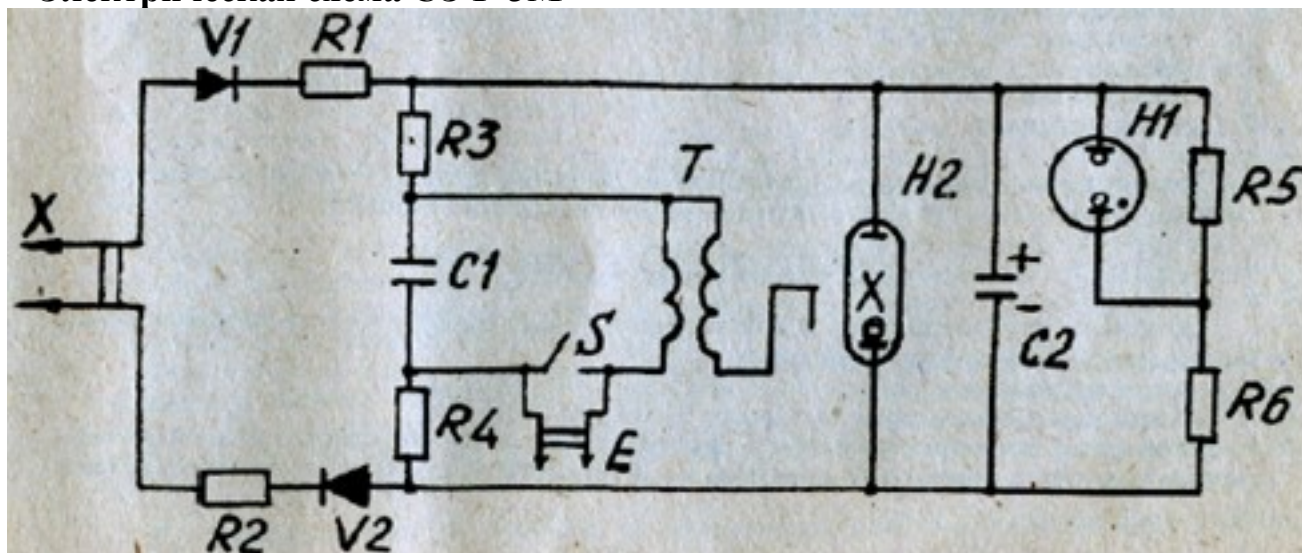 V1 R1
H1
R3 T H2 R5
X
C1 X +
S - C2
R4 E R6
R2 V2